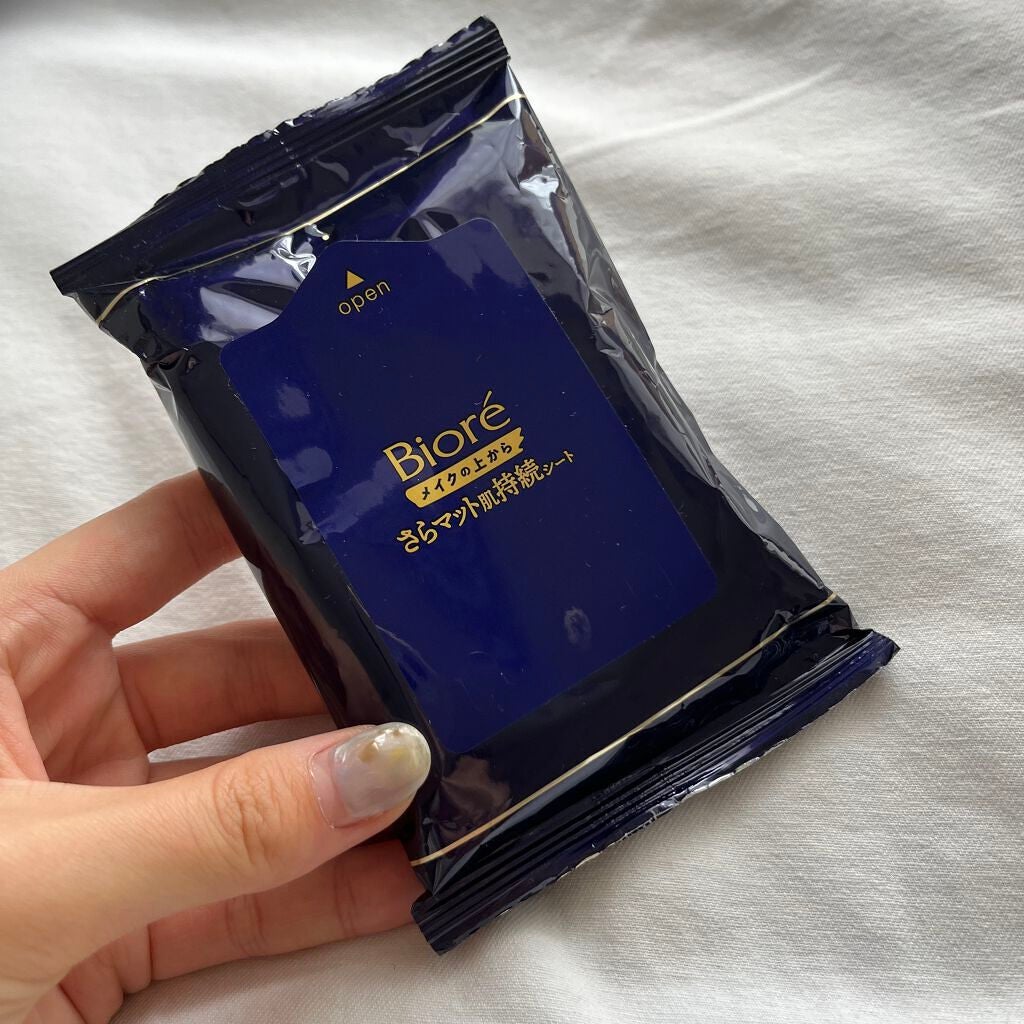 open
Bioré
メイクの上から
さらマット肌持続シート